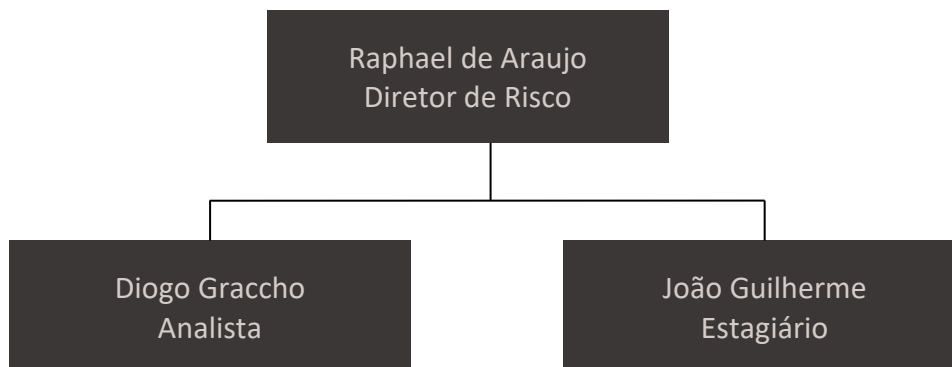 Raphael de Araujo
Diretor de Risco
Diogo Graccho
Analista
João Guilherme
Estagiário